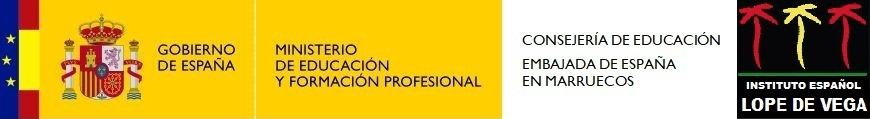 GOBIERNO
DE ESPAÑA
MINISTERIO
DE EDUCACIÓN
Y FORMACIÓN PROFESIONAL
CONSEJERÍA DE EDUCACIÓN
EMBAJADA DE ESPAÑA
EN MARRUECOS
INSTITUTO ESPAÑOL
LOPE DE VEGA